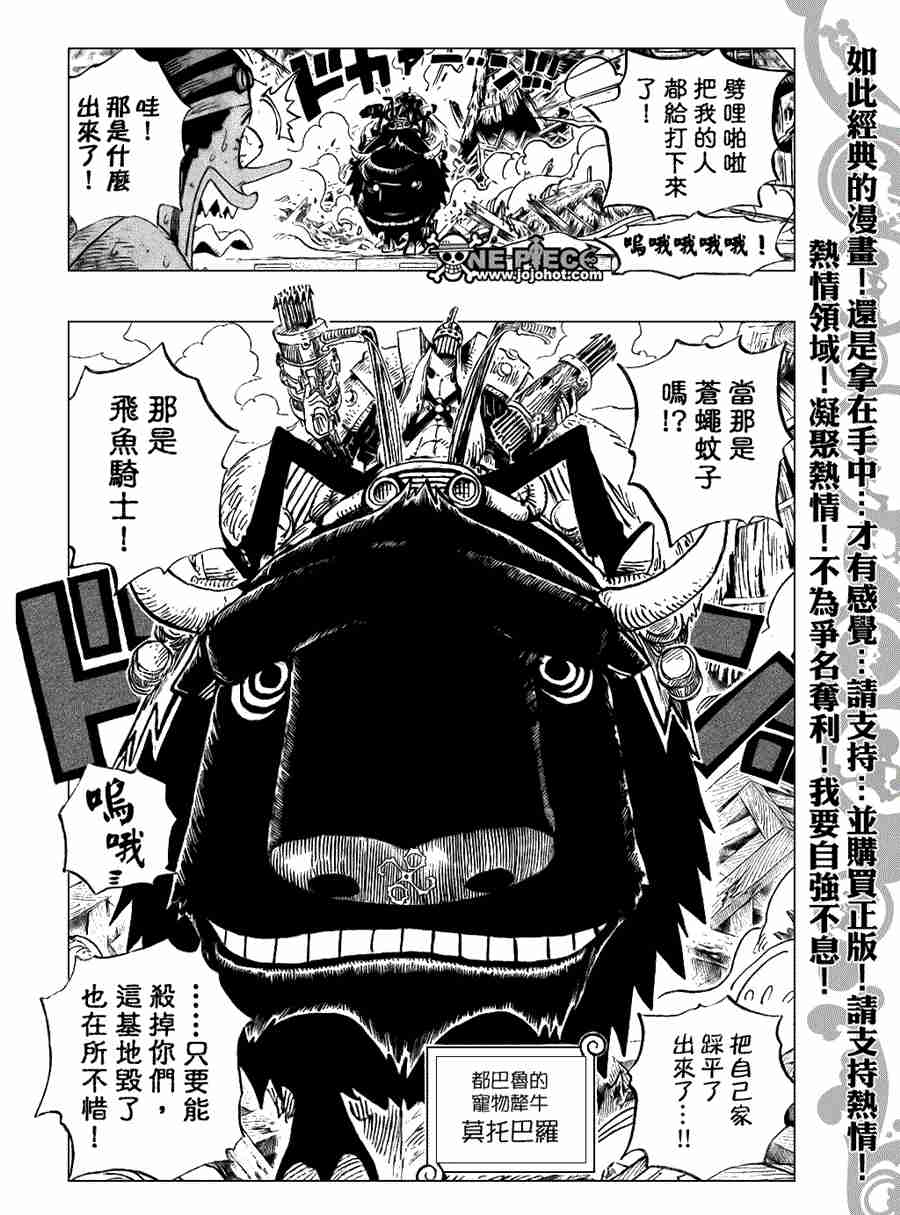 劈哩啪啦
把我的人
都給打下來
了！
嗚哦哦哦哦！
ドカァーーン!!!
哇！
那是什麼
出來了！
ONE PIECE
www.jojohot.com
當那是
蒼蠅蚊子
嗎!?
那是
飛魚騎士！
ドン
嗚哦
把自己家
踩平了
出來了…!!
……只要能
殺掉你們，
這基地毀了
也在所不惜！
都巴魯的
寵物犛牛
莫托巴羅
如此經典的漫畫！還是拿在手中…才有感覺…請支持…並購買正版！請支持熱情！
熱情領域！凝聚熱情！不為爭名奪利！我要自強不息！